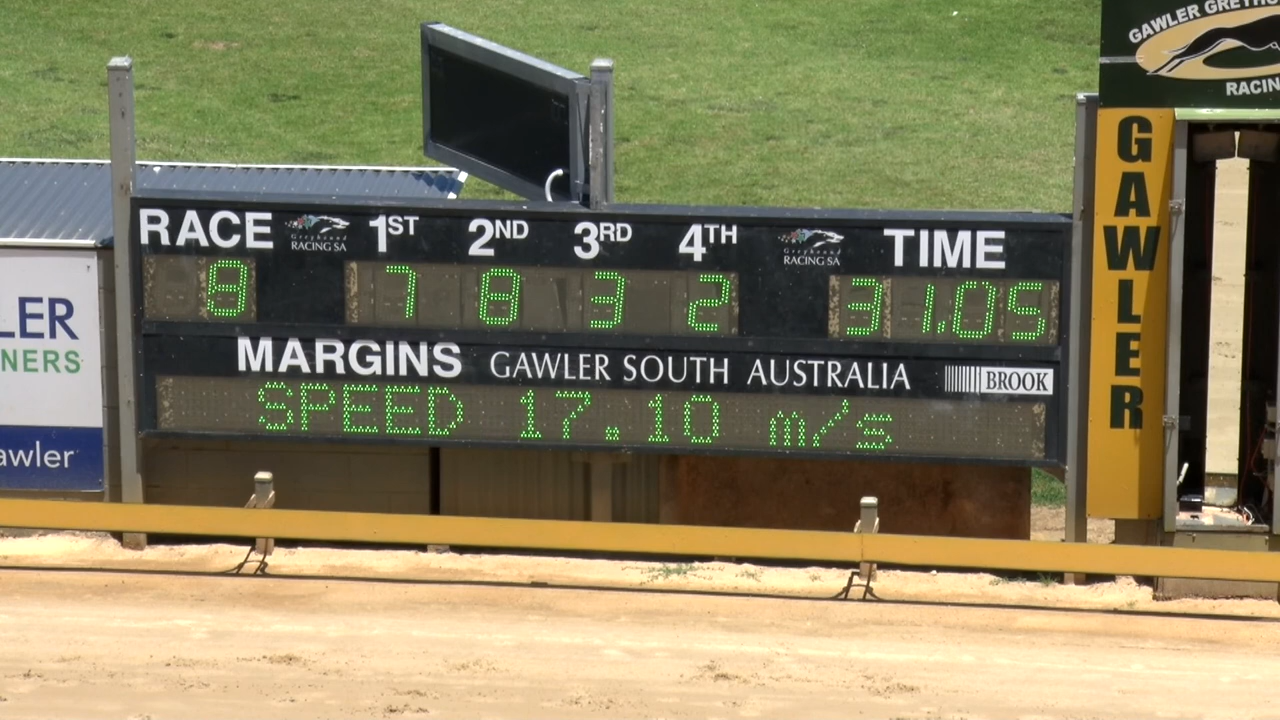 GAWLER GREYHO
RACIN
GAWLER
RACE 1ST 2ND 3RD 4TH TIME
Greyhound
RACING SA
Greyhound
RACING SA
8 7 8 3 2 31.05
MARGINS GAWLER SOUTH AUSTRALIA BROOK
SPEED 17.10 m/s
LER
NERS
awler